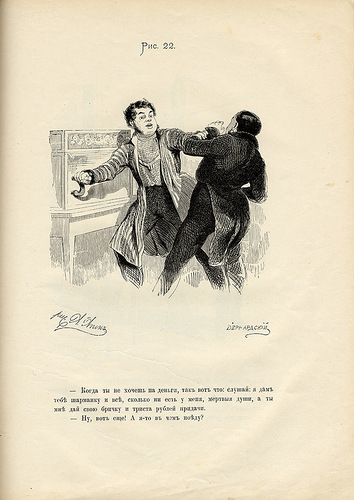 Рис. 22.
рис. А. Агинъ
Бернардскій
— Когда ты не хочешь на деньги, такъ вотъ что: слушай: я дамъ
тебѣ шарманку и всѣ, сколько ни есть у меня, мертвыя души, а ты
мнѣ дай свою бричку и триста рублей придачи.
— Ну, вотъ еще! А я-то въ чемъ поѣду?